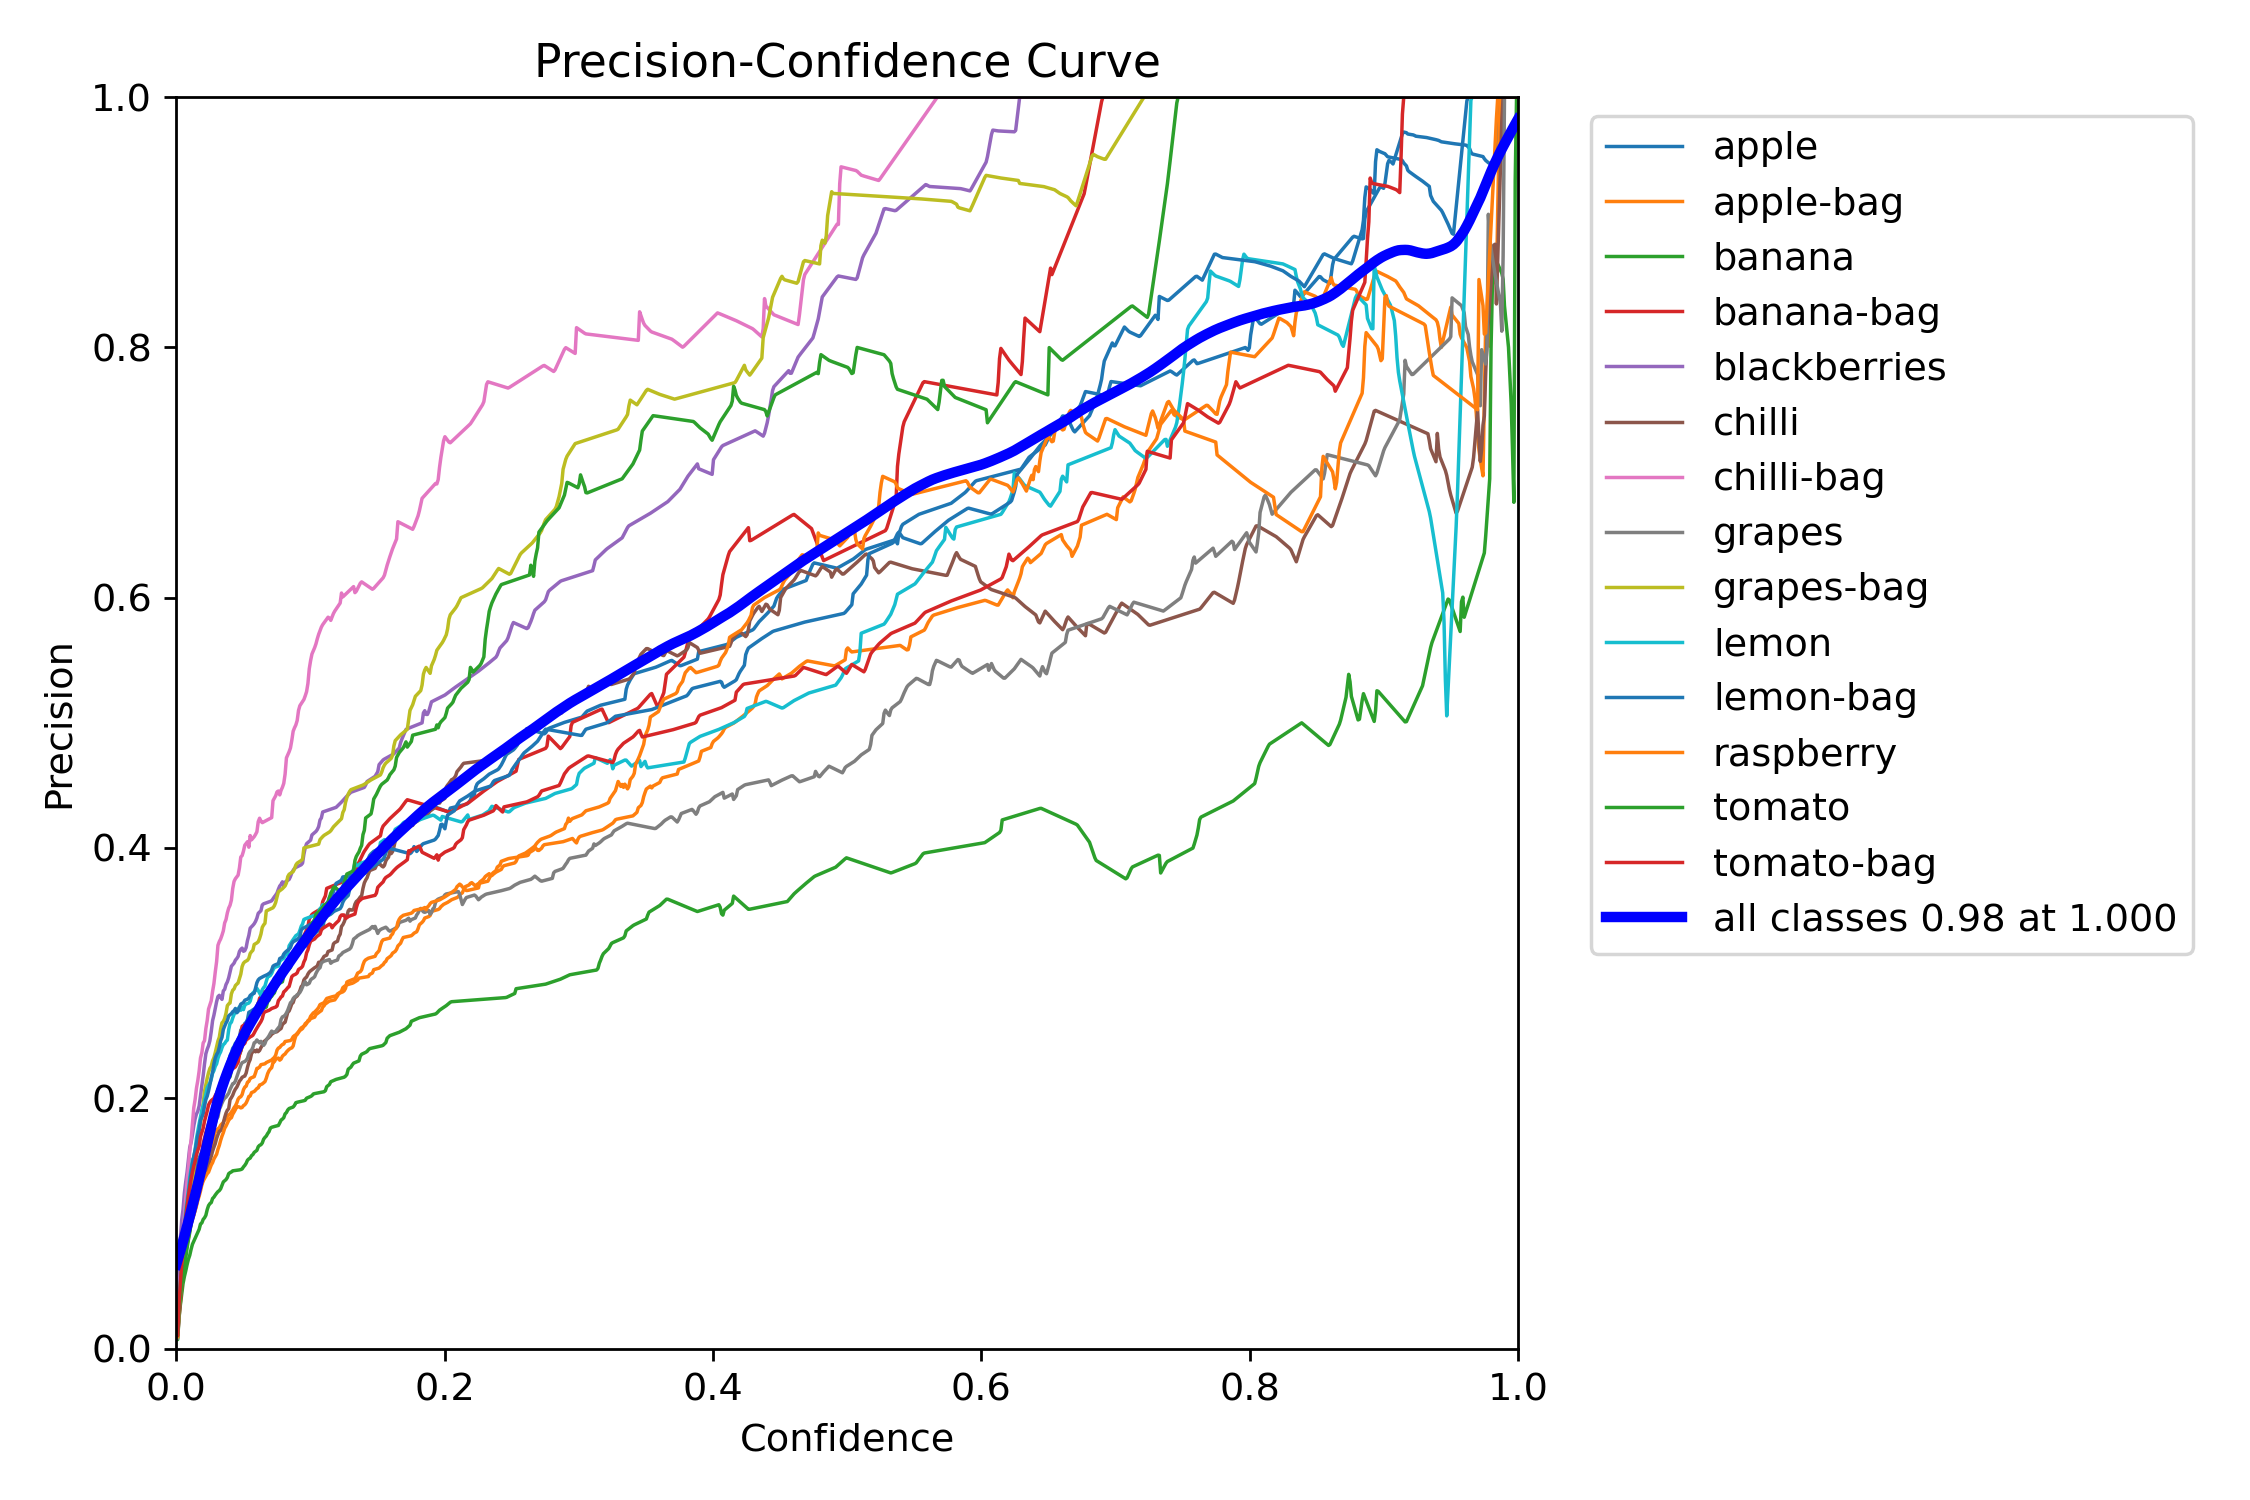 Precision-Confidence Curve
1.0
0.8
0.6
0.4
0.2
0.0
Precision
0.0 0.2 0.4 0.6 0.8 1.0
Confidence
apple
apple-bag
banana
banana-bag
blackberries
chilli
chilli-bag
grapes
grapes-bag
lemon
lemon-bag
raspberry
tomato
tomato-bag
all classes 0.98 at 1.000